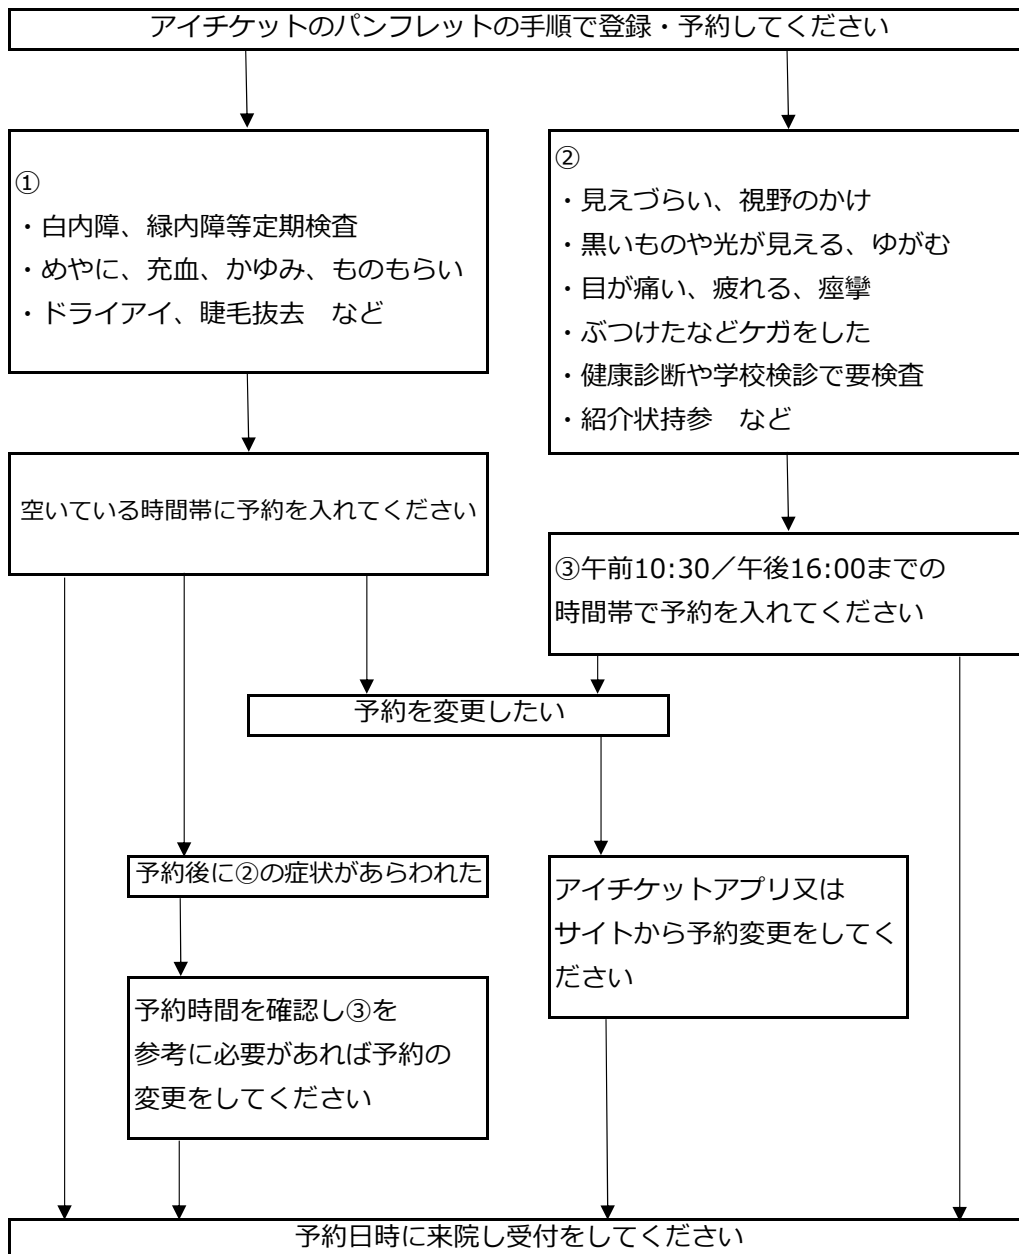 アイチケットのパンフレットの手順で登録・予約してください
①
・白内障、緑内障等定期検査
・めやに、充血、かゆみ、ものもらい
・ドライアイ、睫毛抜去　など
②
・見えづらい、視野のかけ
・黒いものや光が見える、ゆがむ
・目が痛い、疲れる、痙攣
・ぶつけたなどケガをした
・健康診断や学校検診で要検査
・紹介状持参　など
空いている時間帯に予約を入れてください
③午前10:30／午後16:00までの
時間帯で予約を入れてください
予約を変更したい
予約後に②の症状があらわれた
アイチケットアプリ又は
サイトから予約変更をしてく
ださい
予約時間を確認し③を
参考に必要があれば予約の
変更をしてください
予約日時に来院し受付をしてください